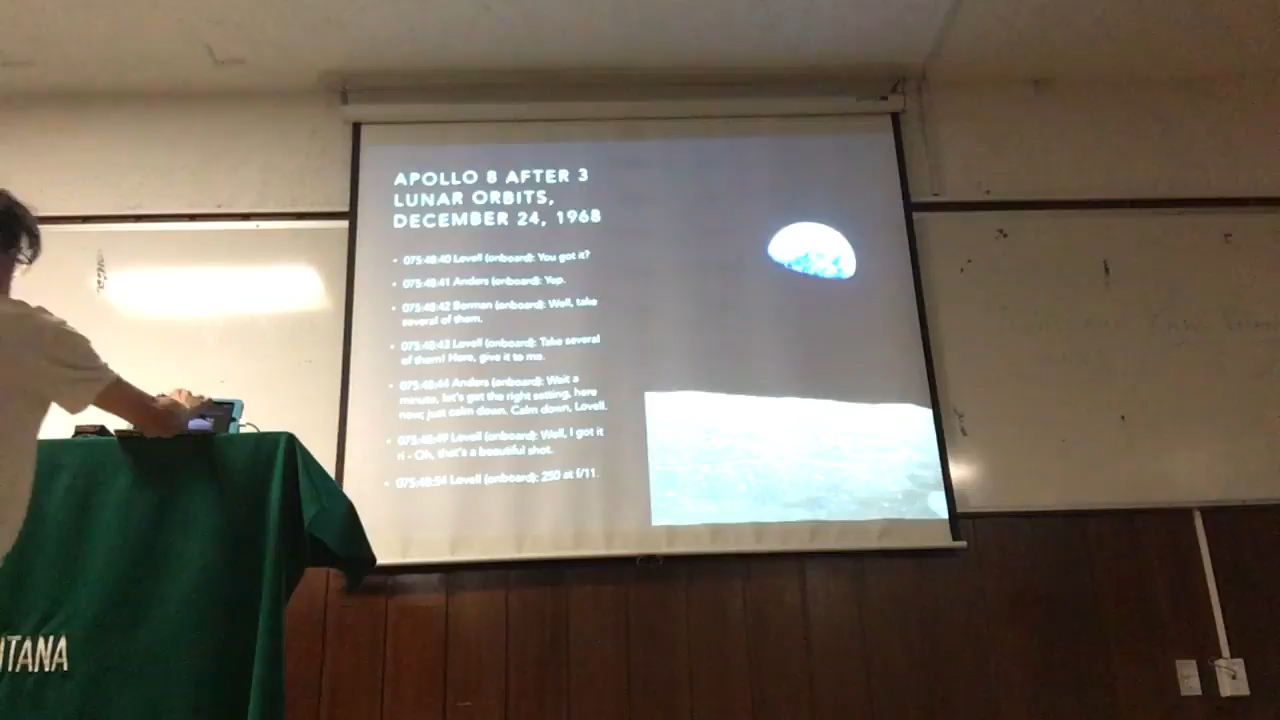 APOLLO 8 AFTER 3
LUNAR ORBITS,
DECEMBER 24, 1968
• 075:48:40 Lovell (onboard): You got it?
• 075:48:41 Anders (onboard): Yep.
• 075:48:42 Borman (onboard): Well, take
several of them.
• 075:48:43 Lovell (onboard): Take several
of them! Here, give it to me.
• 075:48:44 Anders (onboard): Wait a
minute, let's get the right setting, here
now; just calm down. Calm down, Lovell.
• 075:48:49 Lovell (onboard): Well, I got it
ri - Oh, that's a beautiful shot.
• 075:48:54 Lovell (onboard): 250 at f/11.
NTANA